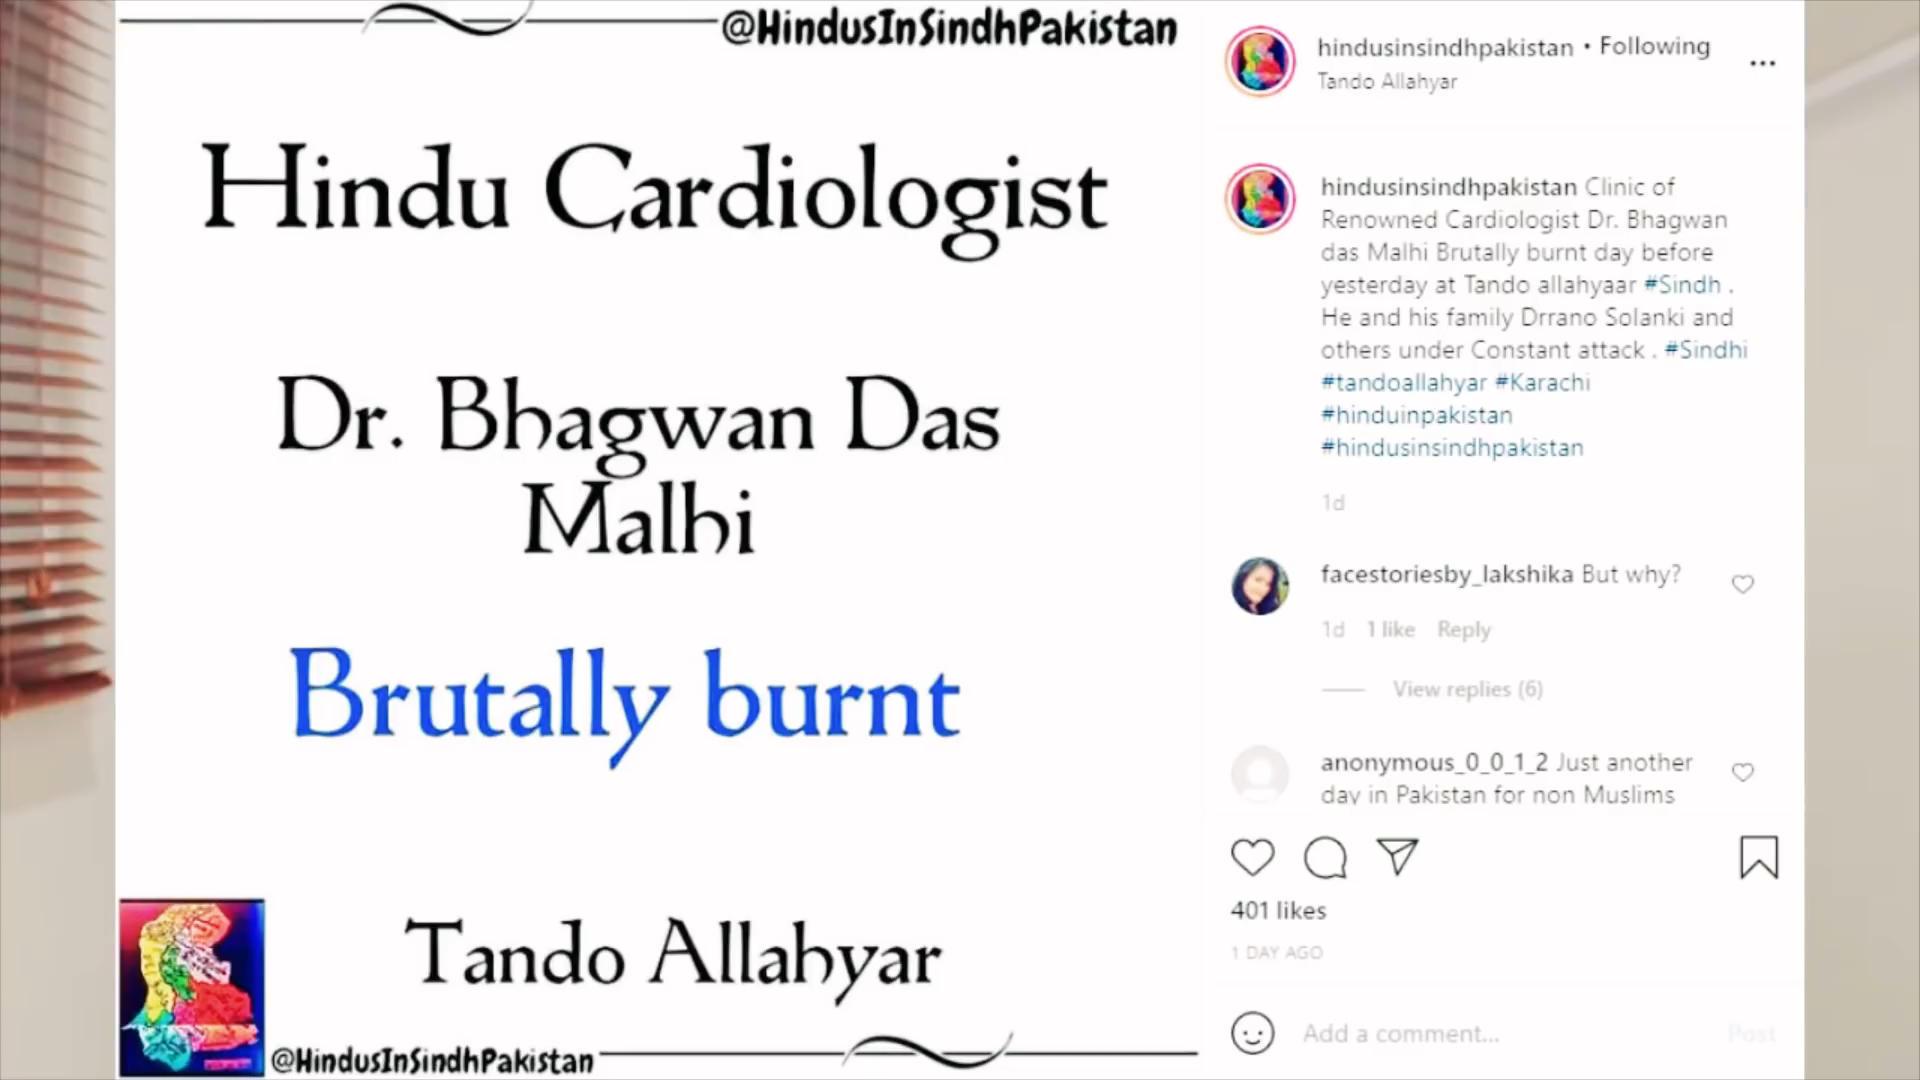 @HindusInSindhPakistan
Hindu Cardiologist
Dr. Bhagwan Das
Malhi
Brutally burnt
Tando Allahyar
@HindusInSindhPakistan
hindusinsindhpakistan • Following
Tando Allahyar
hindusinsindhpakistan Clinic of
Renowned Cardiologist Dr. Bhagwan
das Malhi Brutally burnt day before
yesterday at Tando allahyaar #Sindh .
He and his family Drrano Solanki and
others under Constant attack . #Sindhi
#tandoallahyar #Karachi
#hinduinpakistan
#hindusinsindhpakistan
1d
facestoriesby_lakshika But why?
1d 1 like Reply
View replies (6)
anonymous_0_0_1_2 Just another
day in Pakistan for non Muslims
401 likes
1 DAY AGO
Add a comment...
Post